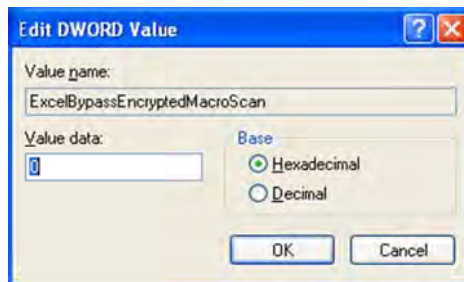 Edit DWORD Value
Value name:
ExcelBypassEncryptedMacroScan
Value data:
0
Base
Hexadecimal
Decimal
OK
Cancel